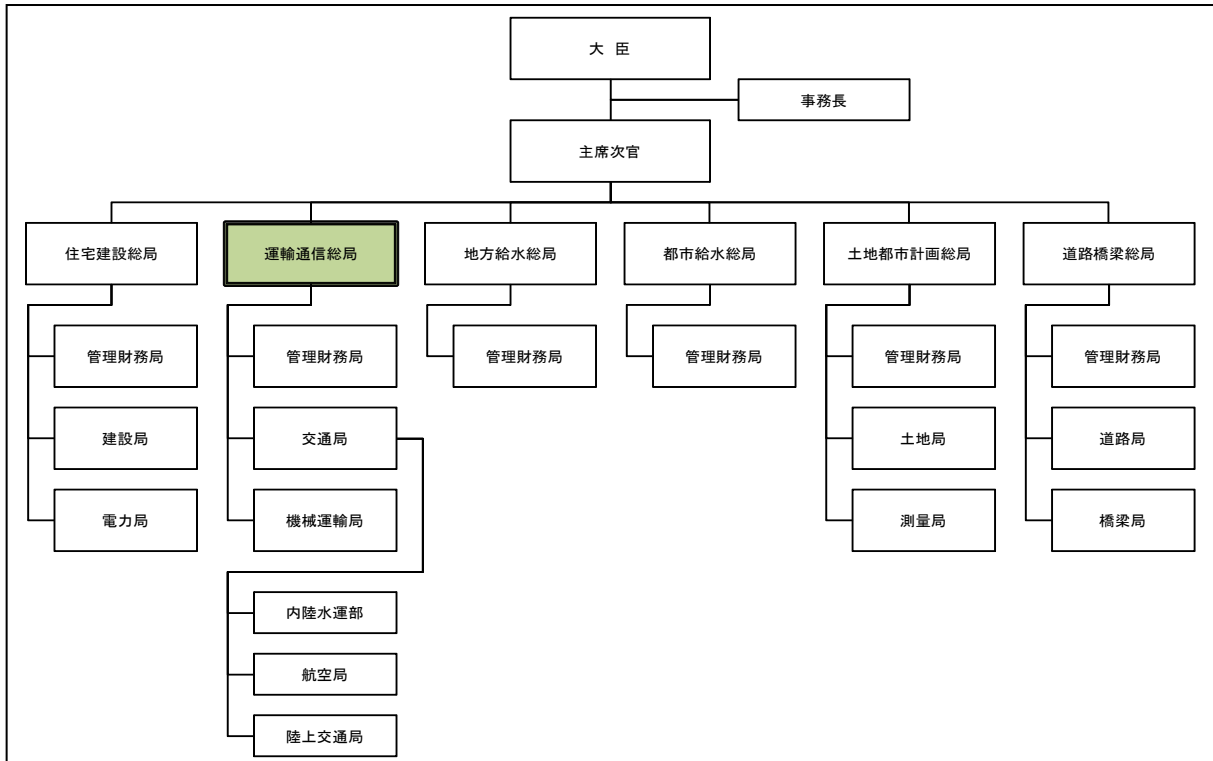 大 臣
事務長
主席次官
住宅建設総局
運輸通信総局
地方給水総局
都市給水総局
土地都市計画総局
道路橋梁総局
管理財務局
管理財務局
管理財務局
管理財務局
管理財務局
管理財務局
建設局
交通局
土地局
道路局
電力局
機械運輸局
測量局
橋梁局
内陸水運部
航空局
陸上交通局